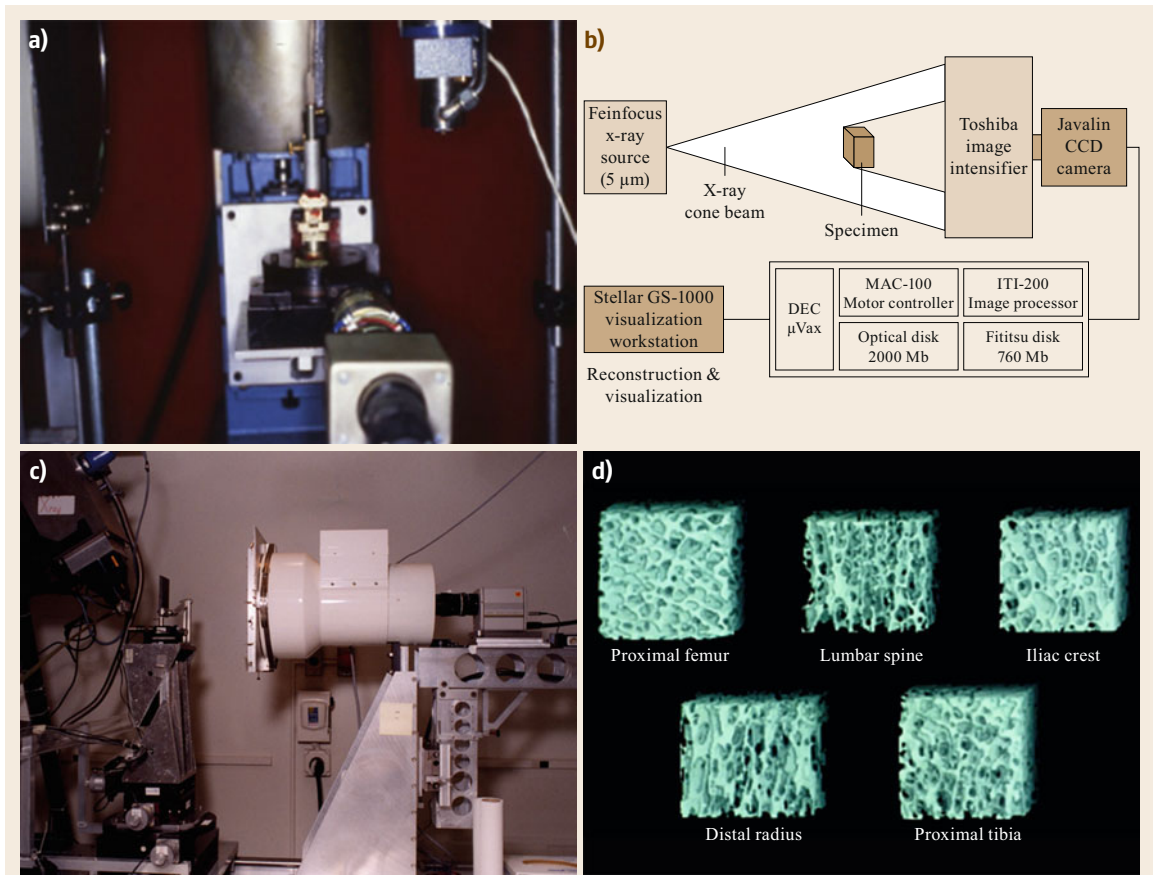 a)
b)
Feinfocus
x-ray
source
(5 µm)
X-ray
cone beam
Specimen
Toshiba
image
intensifier
Javalin
CCD
camera
Stellar GS-1000
visualization
workstation
Reconstruction &
visualization
DEC
µVax
MAC-100
Motor controller
ITI-200
Image processor
Optical disk
2000 Mb
Fititsu disk
760 Mb
c)
Xray
d)
Proximal femur
Lumbar spine
Iliac crest
Distal radius
Proximal tibia